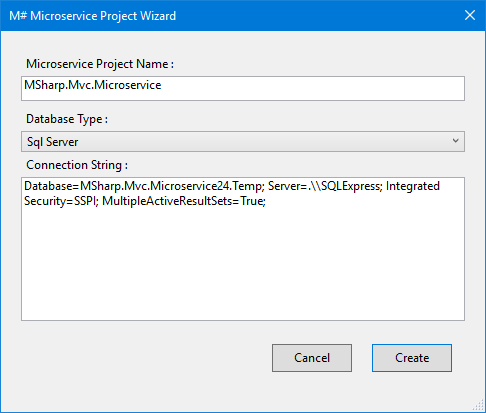 M# Microservice Project Wizard
Microservice Project Name :
MSharp.Mvc.Microservice
Database Type :
Sql Server
Connection String :
Database=MSharp.Mvc.Microservice24.Temp; Server=.\\SQLExpress; Integrated
Security=SSPI; MultipleActiveResultSets=True;
Cancel
Create